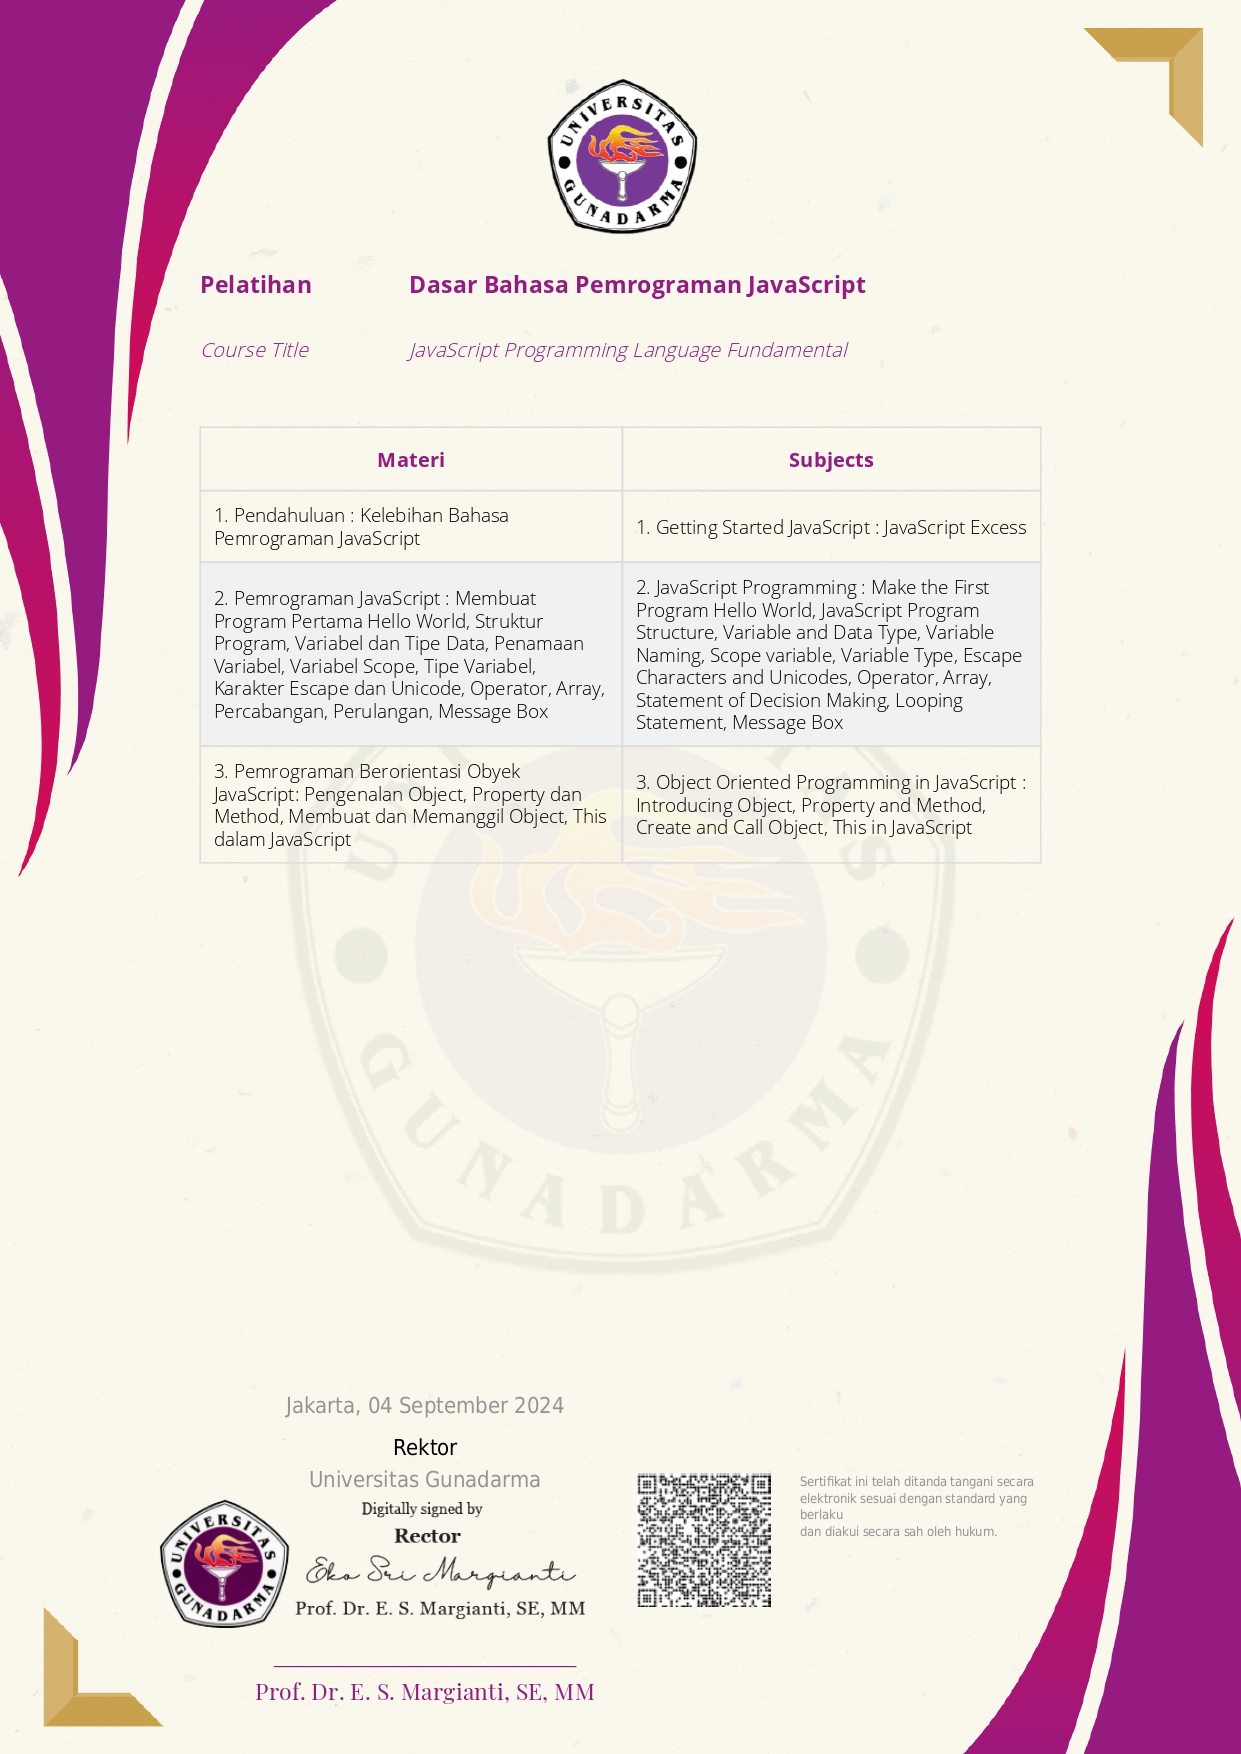 UNIVERSITAS
GUNADARMA
Pelatihan Dasar Bahasa Pemrograman JavaScript
Course Title JavaScript Programming Language Fundamental
Materi Subjects
1. Pendahuluan : Kelebihan Bahasa
Pemrograman JavaScript
1. Getting Started JavaScript : JavaScript Excess
2. Pemrograman JavaScript : Membuat
Program Pertama Hello World, Struktur
Program, Variabel dan Tipe Data, Penamaan
Variabel, Variabel Scope, Tipe Variabel,
Karakter Escape dan Unicode, Operator, Array,
Percabangan, Perulangan, Message Box
2. JavaScript Programming : Make the First
Program Hello World, JavaScript Program
Structure, Variable and Data Type, Variable
Naming, Scope variable, Variable Type, Escape
Characters and Unicodes, Operator, Array,
Statement of Decision Making, Looping
Statement, Message Box
3. Pemrograman Berorientasi Obyek
JavaScript: Pengenalan Object, Property dan
Method, Membuat dan Memanggil Object, This
dalam JavaScript
3. Object Oriented Programming in JavaScript :
Introducing Object, Property and Method,
Create and Call Object, This in JavaScript
GUNADARMA
Jakarta, 04 September 2024
Rektor
Universitas Gunadarma
Digitally signed by
Rector
Eko Sri Margianti
Prof. Dr. E. S. Margianti, SE, MM
UNIVERSITAS
GUNADARMA
Sertifikat ini telah ditanda tangani secara
elektronik sesuai dengan standard yang
berlaku
dan diakui secara sah oleh hukum.
Prof. Dr. E. S. Margianti, SE, MM